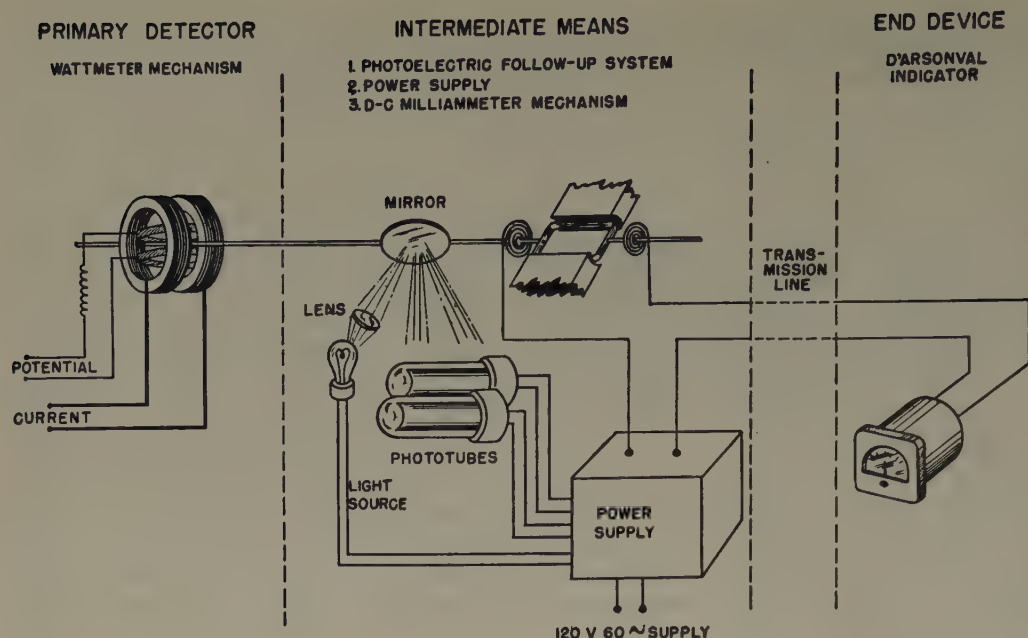 PRIMARY DETECTOR
WATTMETER MECHANISM
INTERMEDIATE MEANS
1. PHOTOELECTRIC FOLLOW-UP SYSTEM
2. POWER SUPPLY
3. D-C MILLIAMMETER MECHANISM
END DEVICE
D'ARSONVAL
INDICATOR
MIRROR
LENS
TRANS-
MISSION
LINE
POTENTIAL
CURRENT
PHOTOTUBES
LIGHT
SOURCE
POWER
SUPPLY
120 V 60 ~ SUPPLY